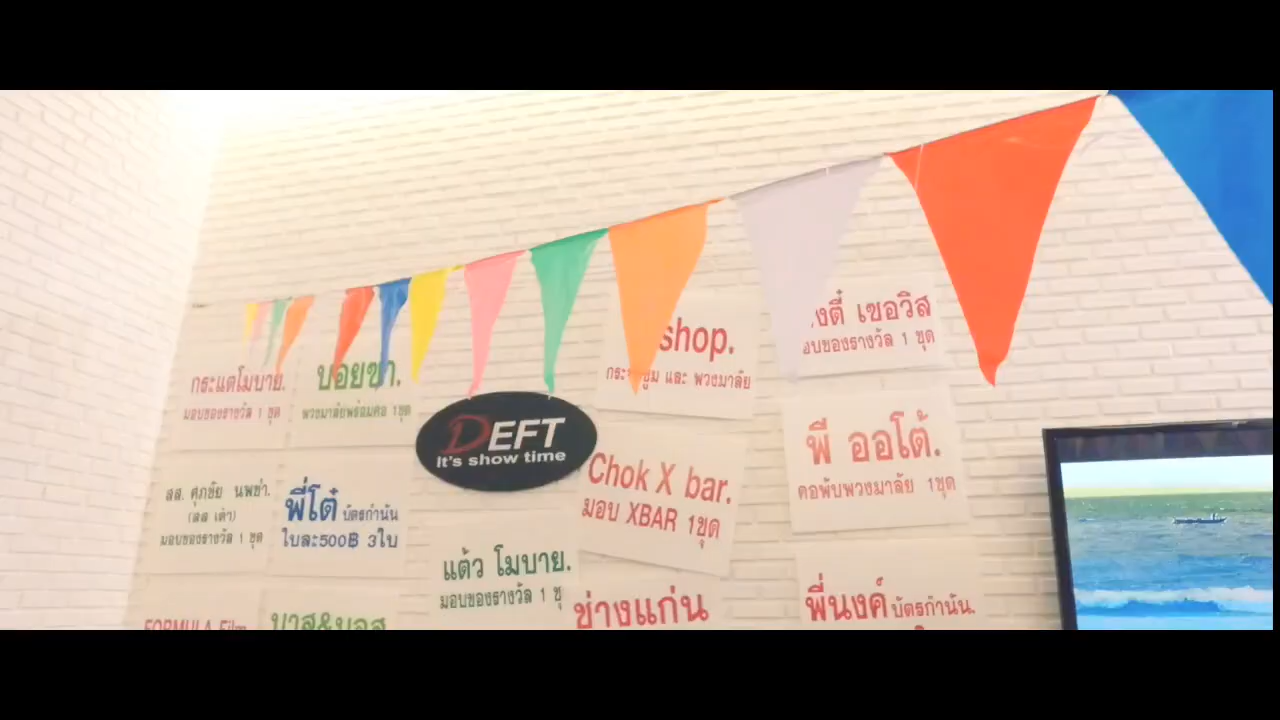 กระแตโมบาย.
มอบของรางวัล 1 ชุด
บอยซ่า.
พวงมาลัยพร้อมคอ 1ชุด
DEFT
It's show time
shop.
และ พวงมาลัย
เซอวิส
มอบของรางวัล 1 ชุด
สส. ศุภชัย นพขำ.
(สส เต๋า)
มอบของรางวัล 1 ชุด
พี่โต๋ บัตรกำนัน
ใบละ500฿ 3ใบ
Chok X bar.
มอบ XBAR 1ชุด
พี ออโต้.
คอพับพวงมาลัย 1ชุด
แต้ว โมบาย.
มอบของรางวัล 1
ช่างแก่น
พี่นงค์ บัตรกำนัน.
FORMULA Film